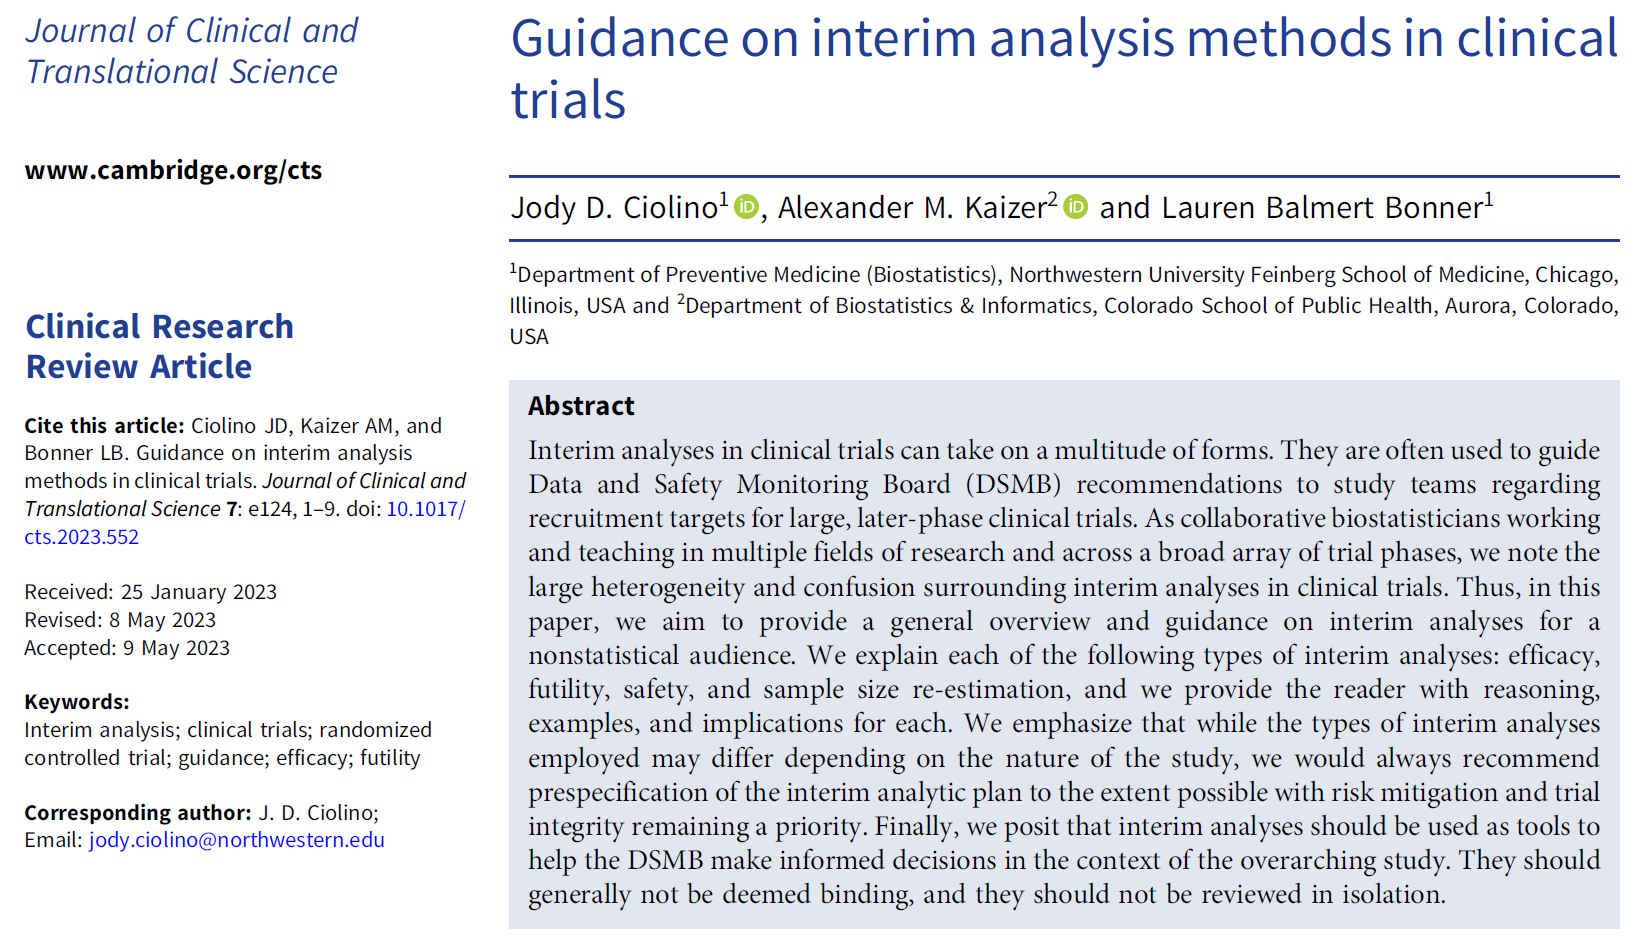 Journal of Clinical and
Translational Science
www.cambridge.org/cts
Clinical Research
Review Article
Cite this article: Ciolino JD, Kaizer AM, and
Bonner LB. Guidance on interim analysis
methods in clinical trials. Journal of Clinical and
Translational Science 7: e124, 1–9. doi: 10.1017/
cts.2023.552
Received: 25 January 2023
Revised: 8 May 2023
Accepted: 9 May 2023
Keywords:
Interim analysis; clinical trials; randomized
controlled trial; guidance; efficacy; futility
Corresponding author: J. D. Ciolino;
Email: jody.ciolino@northwestern.edu
Guidance on interim analysis methods in clinical
trials
Jody D. Ciolino1 iD, Alexander M. Kaizer2 iD and Lauren Balmert Bonner1
1Department of Preventive Medicine (Biostatistics), Northwestern University Feinberg School of Medicine, Chicago,
Illinois, USA and 2Department of Biostatistics & Informatics, Colorado School of Public Health, Aurora, Colorado,
USA
Abstract
Interim analyses in clinical trials can take on a multitude of forms. They are often used to guide
Data and Safety Monitoring Board (DSMB) recommendations to study teams regarding
recruitment targets for large, later-phase clinical trials. As collaborative biostatisticians working
and teaching in multiple fields of research and across a broad array of trial phases, we note the
large heterogeneity and confusion surrounding interim analyses in clinical trials. Thus, in this
paper, we aim to provide a general overview and guidance on interim analyses for a
nonstatistical audience. We explain each of the following types of interim analyses: efficacy,
futility, safety, and sample size re-estimation, and we provide the reader with reasoning,
examples, and implications for each. We emphasize that while the types of interim analyses
employed may differ depending on the nature of the study, we would always recommend
prespecification of the interim analytic plan to the extent possible with risk mitigation and trial
integrity remaining a priority. Finally, we posit that interim analyses should be used as tools to
help the DSMB make informed decisions in the context of the overarching study. They should
generally not be deemed binding, and they should not be reviewed in isolation.